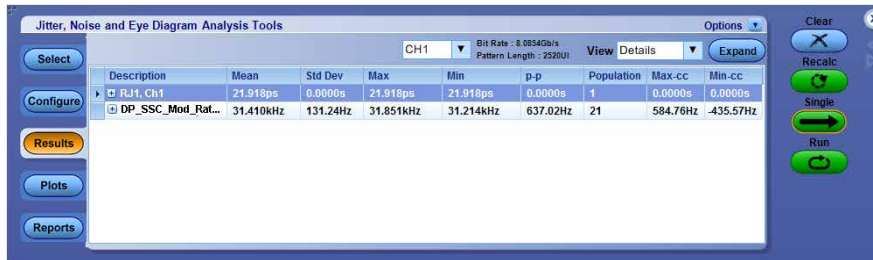 Jitter, Noise and Eye Diagram Analysis Tools
Options
Clear
Select
CH1
Bit Rate : 8.0854Gb/s
Pattern Length : 2520UI
View Details
Expand
Recalc
Description Mean Std Dev Max Min p-p Population Max-cc Min-cc
RJ1, Ch1 21.918ps 0.0000s 21.918ps 21.918ps 0.0000s 1 0.0000s 0.0000s
DP_SSC_Mod_Rat... 31.410kHz 131.24Hz 31.851kHz 31.214kHz 637.02Hz 21 584.76Hz -435.57Hz
Configure
Single
Results
Run
Plots
Reports